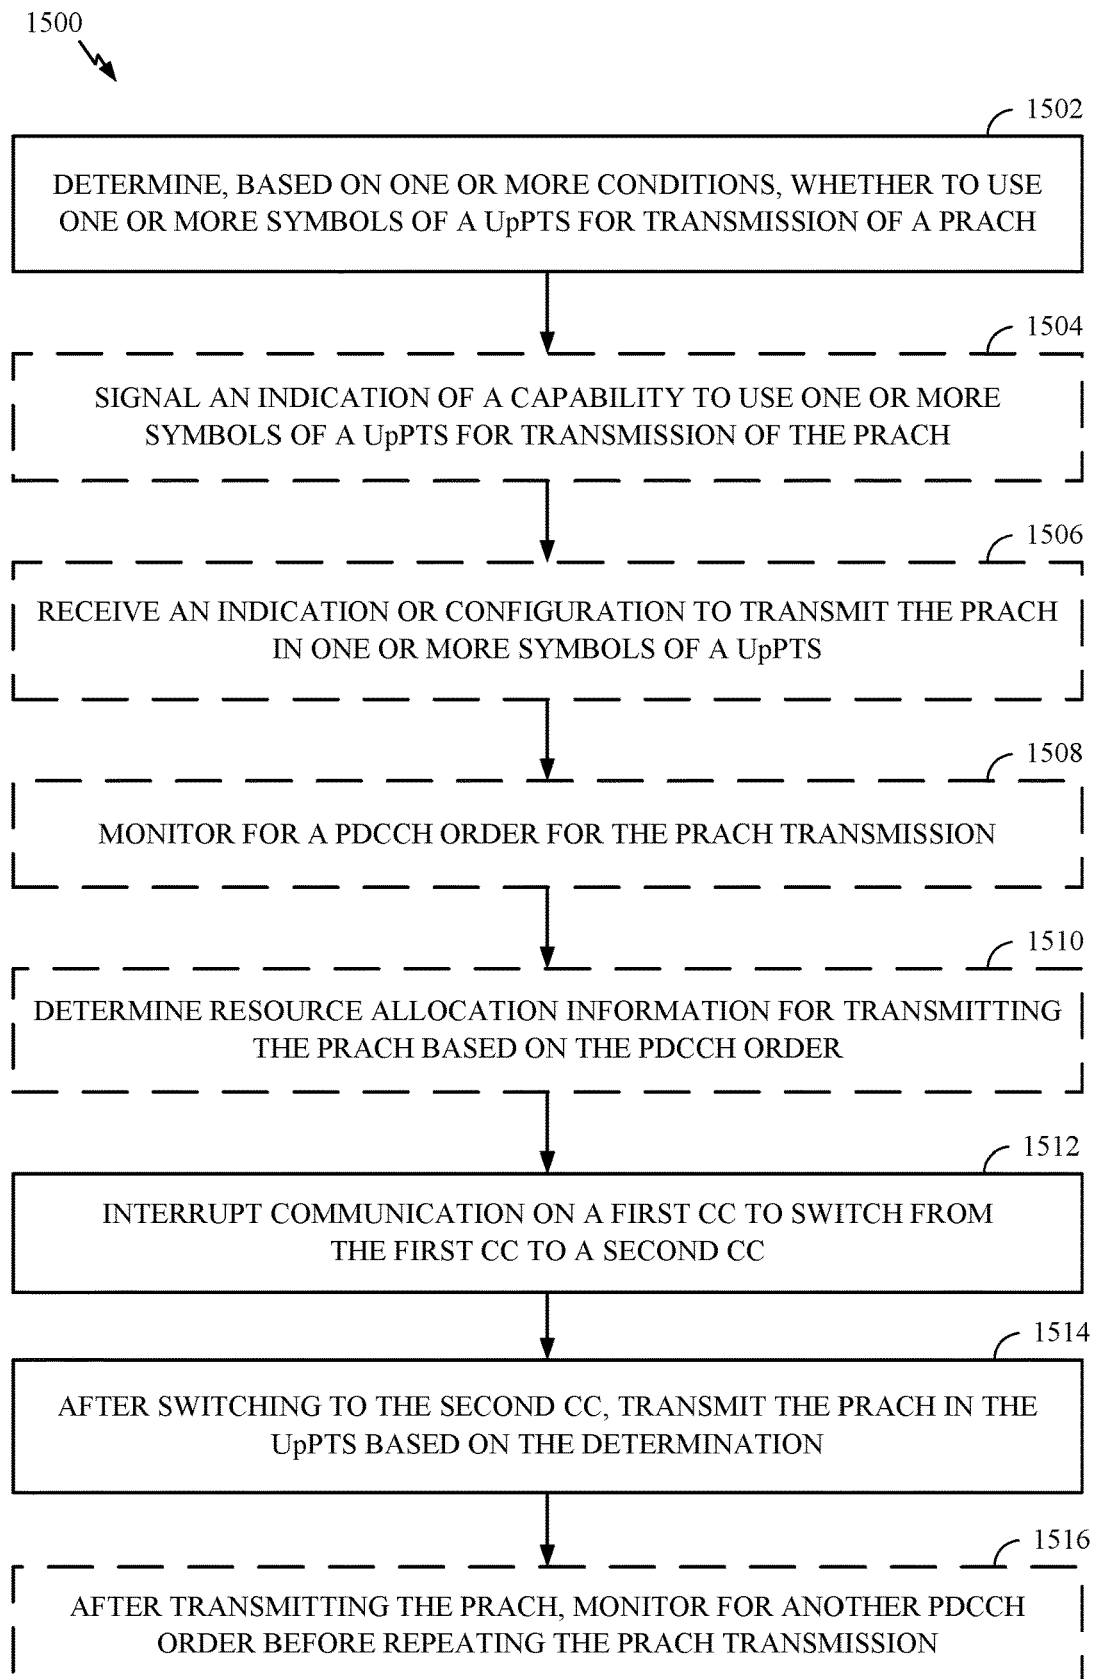 1500
1502
DETERMINE, BASED ON ONE OR MORE CONDITIONS, WHETHER TO USE
ONE OR MORE SYMBOLS OF A UpPTS FOR TRANSMISSION OF A PRACH
1504
SIGNAL AN INDICATION OF A CAPABILITY TO USE ONE OR MORE
SYMBOLS OF A UpPTS FOR TRANSMISSION OF THE PRACH
1506
RECEIVE AN INDICATION OR CONFIGURATION TO TRANSMIT THE PRACH
IN ONE OR MORE SYMBOLS OF A UpPTS
1508
MONITOR FOR A PDCCH ORDER FOR THE PRACH TRANSMISSION
1510
DETERMINE RESOURCE ALLOCATION INFORMATION FOR TRANSMITTING
THE PRACH BASED ON THE PDCCH ORDER
1512
INTERRUPT COMMUNICATION ON A FIRST CC TO SWITCH FROM
THE FIRST CC TO A SECOND CC
1514
AFTER SWITCHING TO THE SECOND CC, TRANSMIT THE PRACH IN THE
UpPTS BASED ON THE DETERMINATION
1516
AFTER TRANSMITTING THE PRACH, MONITOR FOR ANOTHER PDCCH
ORDER BEFORE REPEATING THE PRACH TRANSMISSION